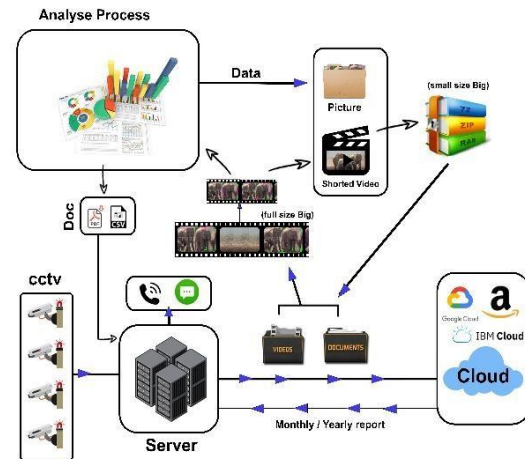 Analyse Process
Data
Picture
Shorted Video
(small size Big)
7Z
ZIP
RAR
(full size Big)
Doc
PDF
CSV
cctv
VIDEOS
DOCUMENTS
Google Cloud
a
IBM Cloud
Cloud
Server
Monthly / Yearly report